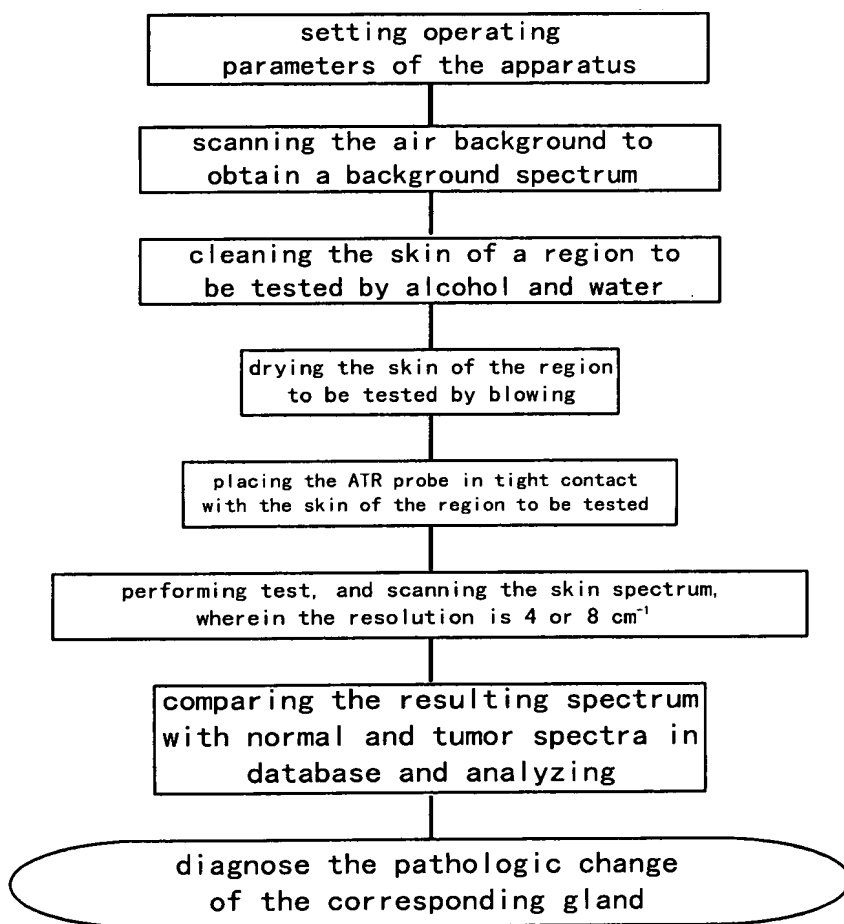 setting operating
parameters of the apparatus
scanning the air background to
obtain a background spectrum
cleaning the skin of a region to
be tested by alcohol and water
drying the skin of the region
to be tested by blowing
placing the ATR probe in tight contact
with the skin of the region to be tested
performing test, and scanning the skin spectrum,
wherein the resolution is 4 or 8 cm⁻¹
comparing the resulting spectrum
with normal and tumor spectra in
database and analyzing
diagnose the pathologic change
of the corresponding gland